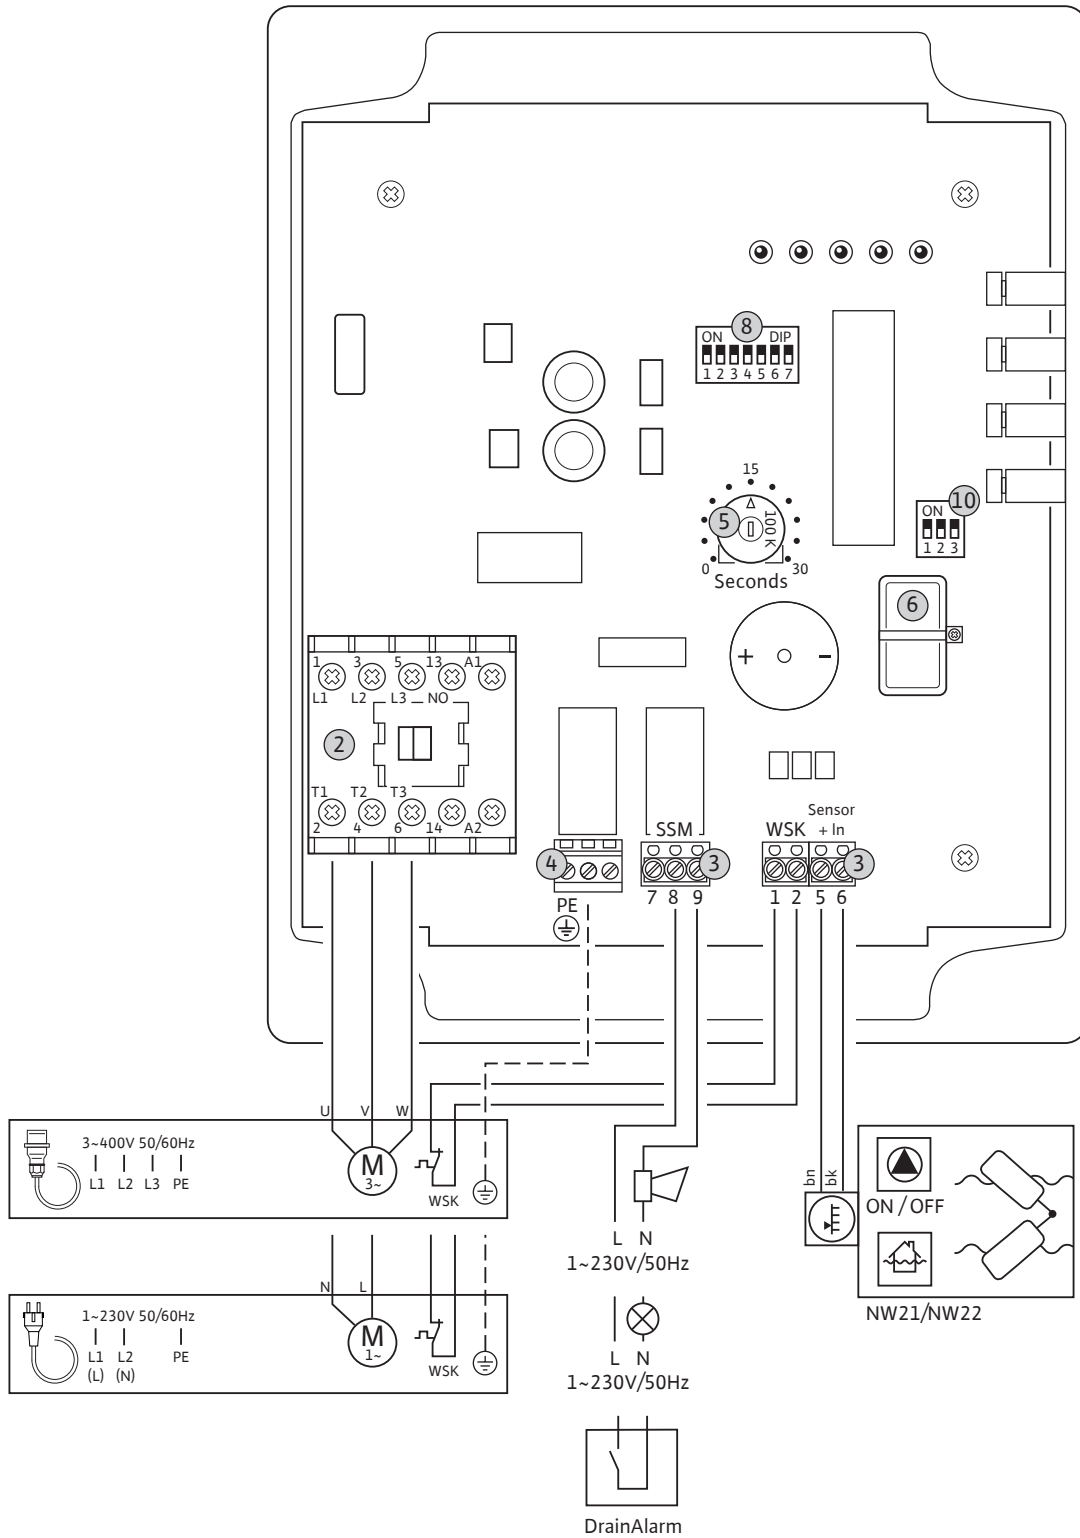 8
ON DIP
1 2 3 4 5 6 7
15
10
ON
1 2 3
5
100 K
0 30
Seconds
6
+ −
1 3 5 13 A1
L1 L2 L3 NO
2
T1 T2 T3
2 4 6 14 A2
SSM
WSK
Sensor
+ In
4
3
3
PE
7 8 9
1 2 5 6
U V W
3~400V 50/60Hz
L1 L2 L3 PE
M
3~
WSK
bn
bk
ON / OFF
NW21/NW22
L N
1~230V/50Hz
N L
1~230V 50/60Hz
L1 L2 PE
(L) (N)
M
1~
WSK
L N
1~230V/50Hz
DrainAlarm